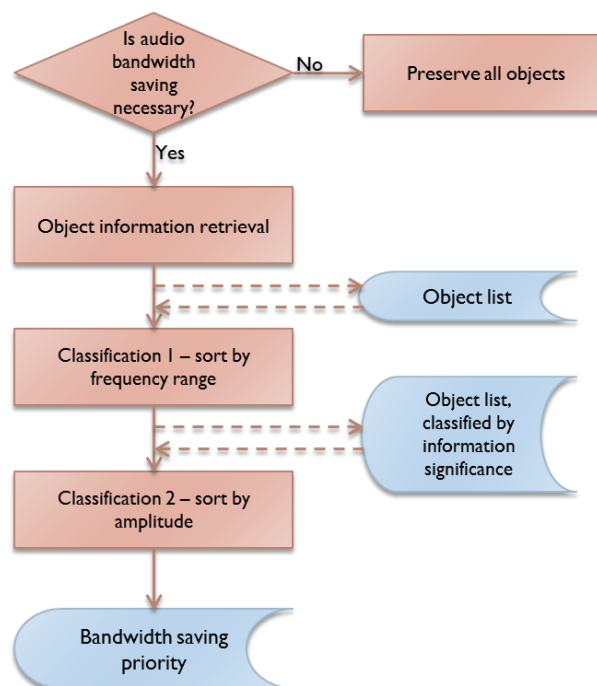 Is audio
bandwidth
saving
necessary?
No
Preserve all objects
Yes
Object information retrieval
Object list
Classification 1 – sort by
frequency range
Object list,
classified by
information
significance
Classification 2 – sort by
amplitude
Bandwidth saving
priority